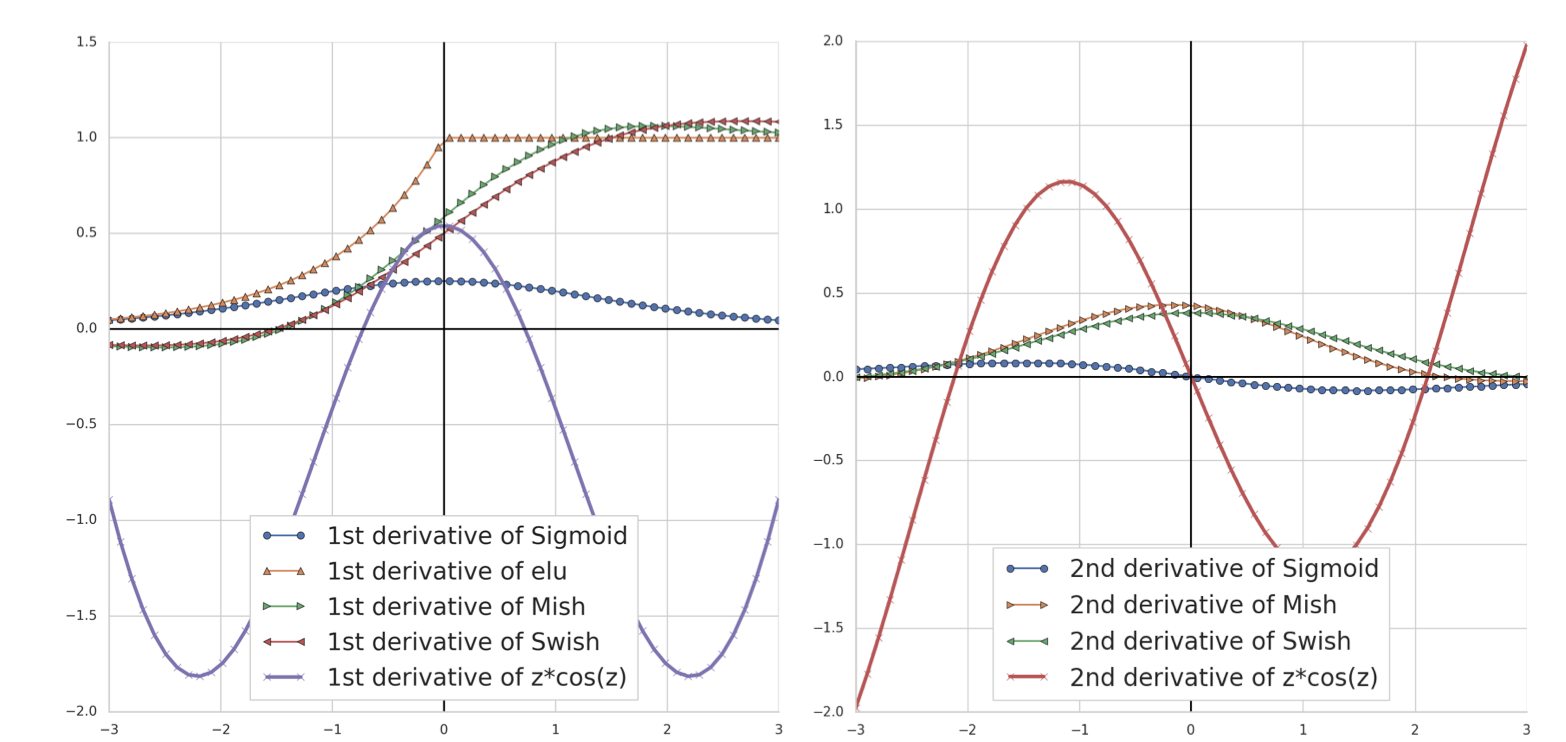 1.5
1.0
0.5
0.0
−0.5
−1.0
−1.5
−2.0
−3 −2 −1 0 1 2 3
1st derivative of Sigmoid
1st derivative of elu
1st derivative of Mish
1st derivative of Swish
1st derivative of z*cos(z)
2.0
1.5
1.0
0.5
0.0
−0.5
−1.0
−1.5
−2.0
−3 −2 −1 0 1 2 3
2nd derivative of Sigmoid
2nd derivative of Mish
2nd derivative of Swish
2nd derivative of z*cos(z)